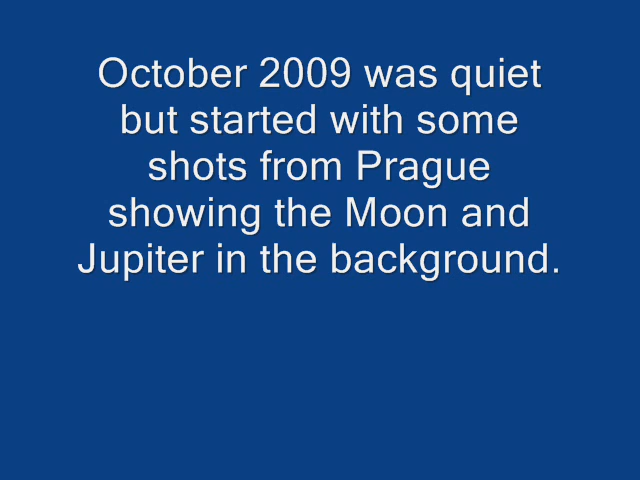 October 2009 was quiet
but started with some
shots from Prague
showing the Moon and
Jupiter in the background.